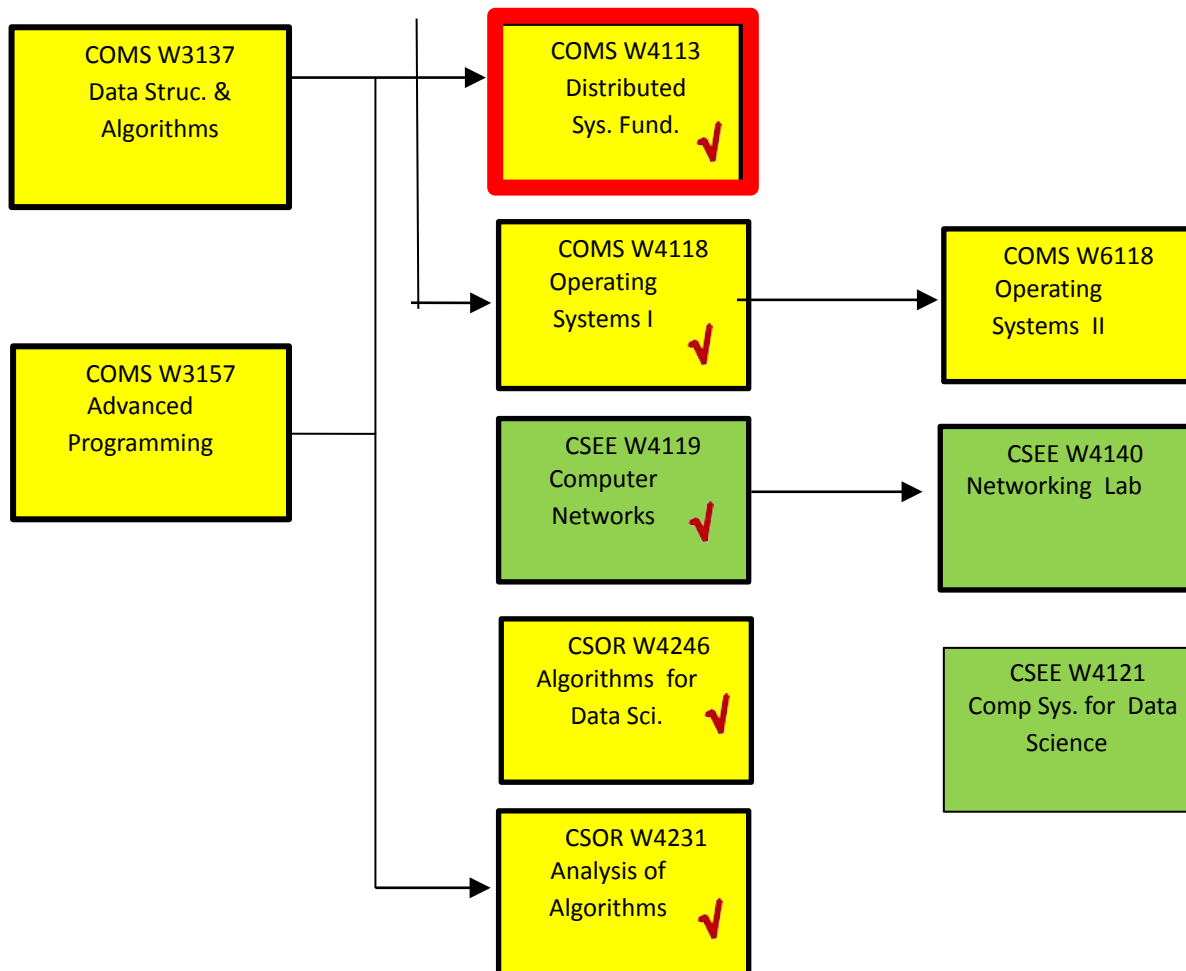 COMS W3137
Data Struc. &
Algorithms
COMS W4113
Distributed
Sys. Fund.
√
COMS W4118
Operating
Systems I
√
COMS W6118
Operating
Systems II
COMS W3157
Advanced
Programming
CSEE W4119
Computer
Networks
√
CSEE W4140
Networking Lab
CSOR W4246
Algorithms for
Data Sci.
√
CSEE W4121
Comp Sys. for Data
Science
CSOR W4231
Analysis of
Algorithms
√